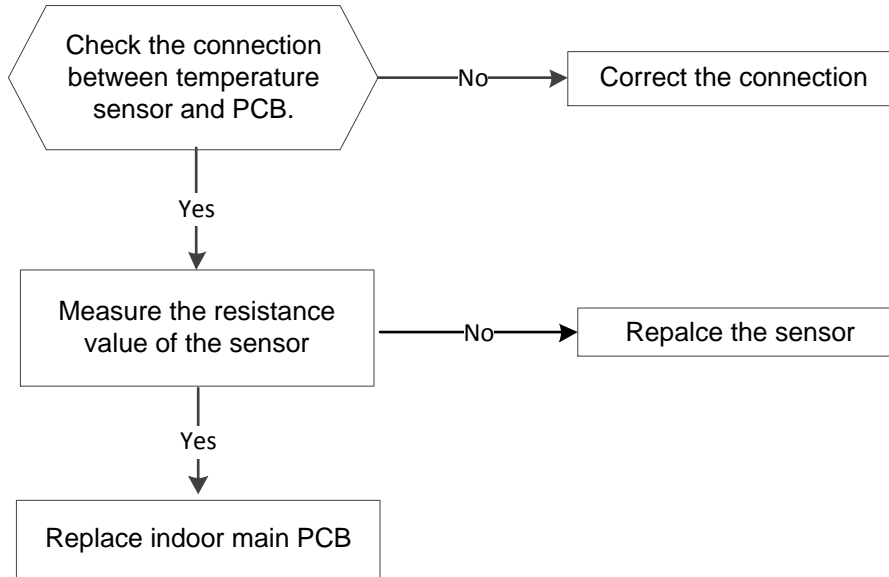 Check the connection
between temperature
sensor and PCB.
No
Correct the connection
Yes
Measure the resistance
value of the sensor
No
Repalce the sensor
Yes
Replace indoor main PCB